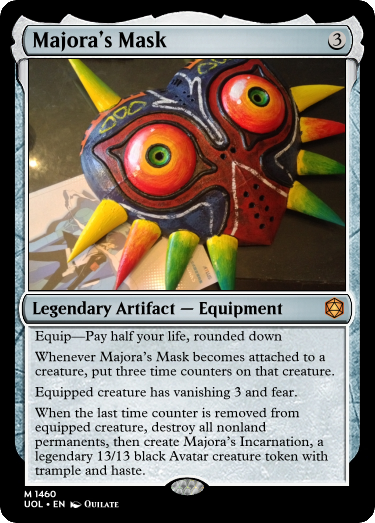 Majora's Mask 3
Legendary Artifact — Equipment
Equip—Pay half your life, rounded down
Whenever Majora's Mask becomes attached to a
creature, put three time counters on that creature.
Equipped creature has vanishing 3 and fear.
When the last time counter is removed from
equipped creature, destroy all nonland
permanents, then create Majora's Incarnation, a
legendary 13/13 black Avatar creature token with
trample and haste.
M 1460
UOL • EN Quilate